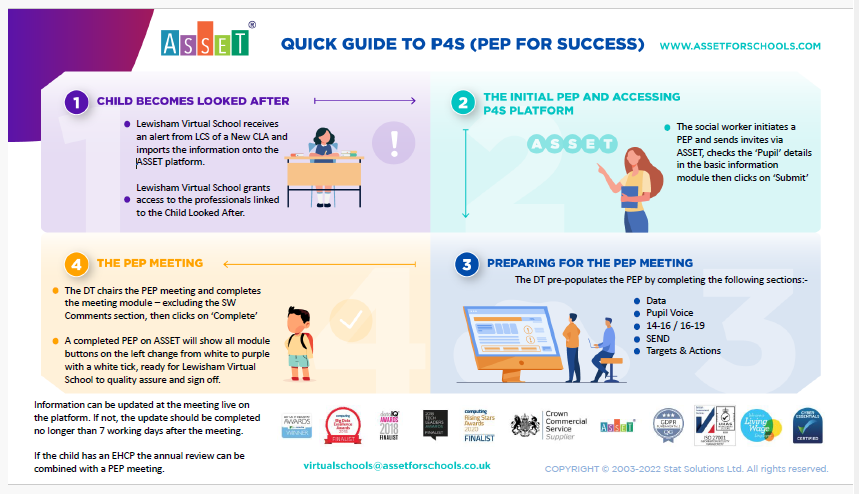 ASSET®
QUICK GUIDE TO P4S (PEP FOR SUCCESS)
WWW.ASSETFORSCHOOLS.COM
1 CHILD BECOMES LOOKED AFTER
Lewisham Virtual School receives
an alert from LCS of a New CLA and
imports the information onto the
ASSET platform.
Lewisham Virtual School grants
access to the professionals linked
to the Child Looked After.
2 THE INITIAL PEP AND ACCESSING
P4S PLATFORM
ASSET
The social worker initiates a
PEP and sends invites via
ASSET, checks the ‘Pupil’ details
in the basic information
module then clicks on ‘Submit’
4 THE PEP MEETING
The DT chairs the PEP meeting and completes
the meeting module – excluding the SW
Comments section, then clicks on ‘Complete’
A completed PEP on ASSET will show all module
buttons on the left change from white to purple
with a white tick, ready for Lewisham Virtual
School to quality assure and sign off.
3 PREPARING FOR THE PEP MEETING
The DT pre-populates the PEP by completing the following sections:-
Data
Pupil Voice
14-16 / 16-19
SEND
Targets & Actions
Information can be updated at the meeting live on
the platform. If not, the update should be completed
no longer than 7 working days after the meeting.
If the child has an EHCP the annual review can be
combined with a PEP meeting.
AWARDS
WINNER
computing
Big Data
Excellence
Awards
FINALIST
IQ
AWARDS
2018
FINALIST
TECH
LEADERS
AWARDS
FINALIST
computing
Rising Stars
Awards
2020
FINALIST
Crown
Commercial
Service
Supplier
ASSET
GDPR
ISO 27001
Living
Wage
CYBER
ESSENTIALS
CERTIFIED
virtualschools@assetforschools.co.uk
COPYRIGHT © 2003-2022 Stat Solutions Ltd. All rights reserved.